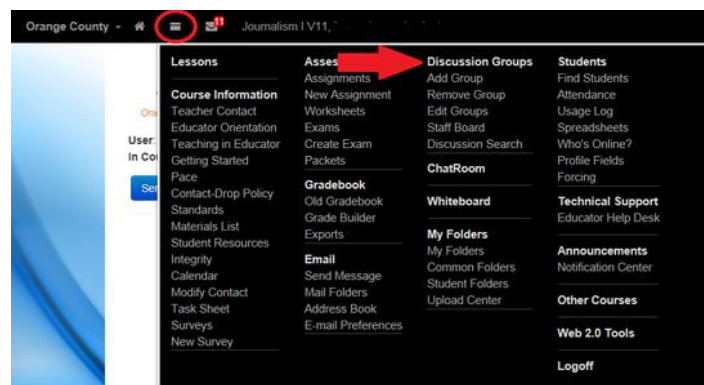 Orange County
11
Journalism I V11,
Ora
User:
In Co
Se
Lessons
Course Information
Teacher Contact
Educator Orientation
Teaching in Educator
Getting Started
Pace
Contact-Drop Policy
Standards
Materials List
Student Resources
Integrity
Calendar
Modify Contact
Task Sheet
Surveys
New Survey
Asses
Assignments
New Assignment
Worksheets
Exams
Create Exam
Packets
Gradebook
Old Gradebook
Grade Builder
Exports
Email
Send Message
Mail Folders
Address Book
E-mail Preferences
Discussion Groups
Add Group
Remove Group
Edit Groups
Staff Board
Discussion Search
ChatRoom
Whiteboard
My Folders
My Folders
Common Folders
Student Folders
Upload Center
Students
Find Students
Attendance
Usage Log
Spreadsheets
Who's Online?
Profile Fields
Forcing
Technical Support
Educator Help Desk
Announcements
Notification Center
Other Courses
Web 2.0 Tools
Logoff